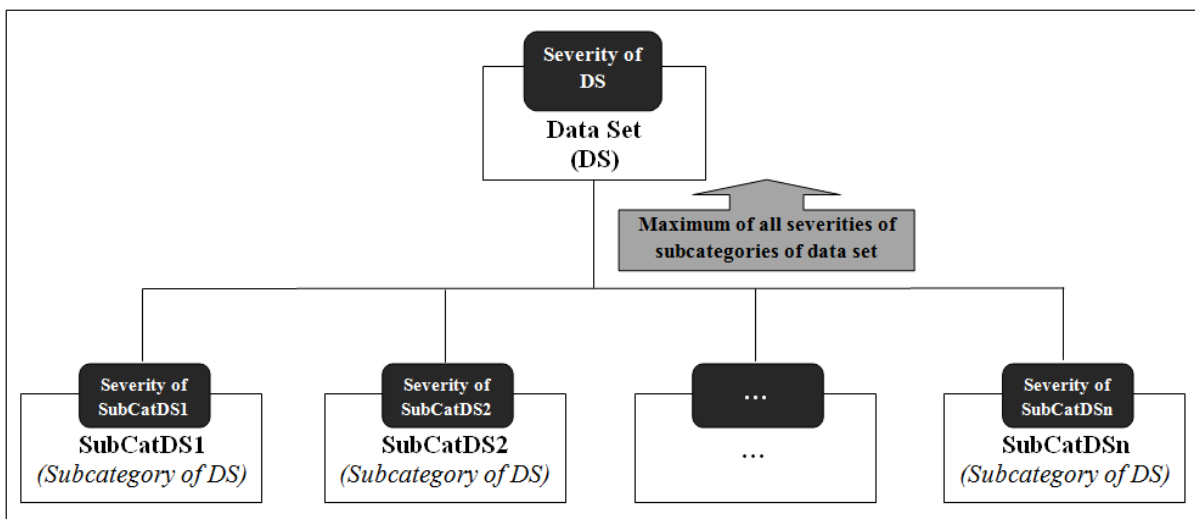 Severity of
DS
Data Set
(DS)
Maximum of all severities of
subcategories of data set
Severity of
SubCatDS1
SubCatDS1
(Subcategory of DS)
Severity of
SubCatDS2
SubCatDS2
(Subcategory of DS)
...
...
Severity of
SubCatDSn
SubCatDSn
(Subcategory of DS)